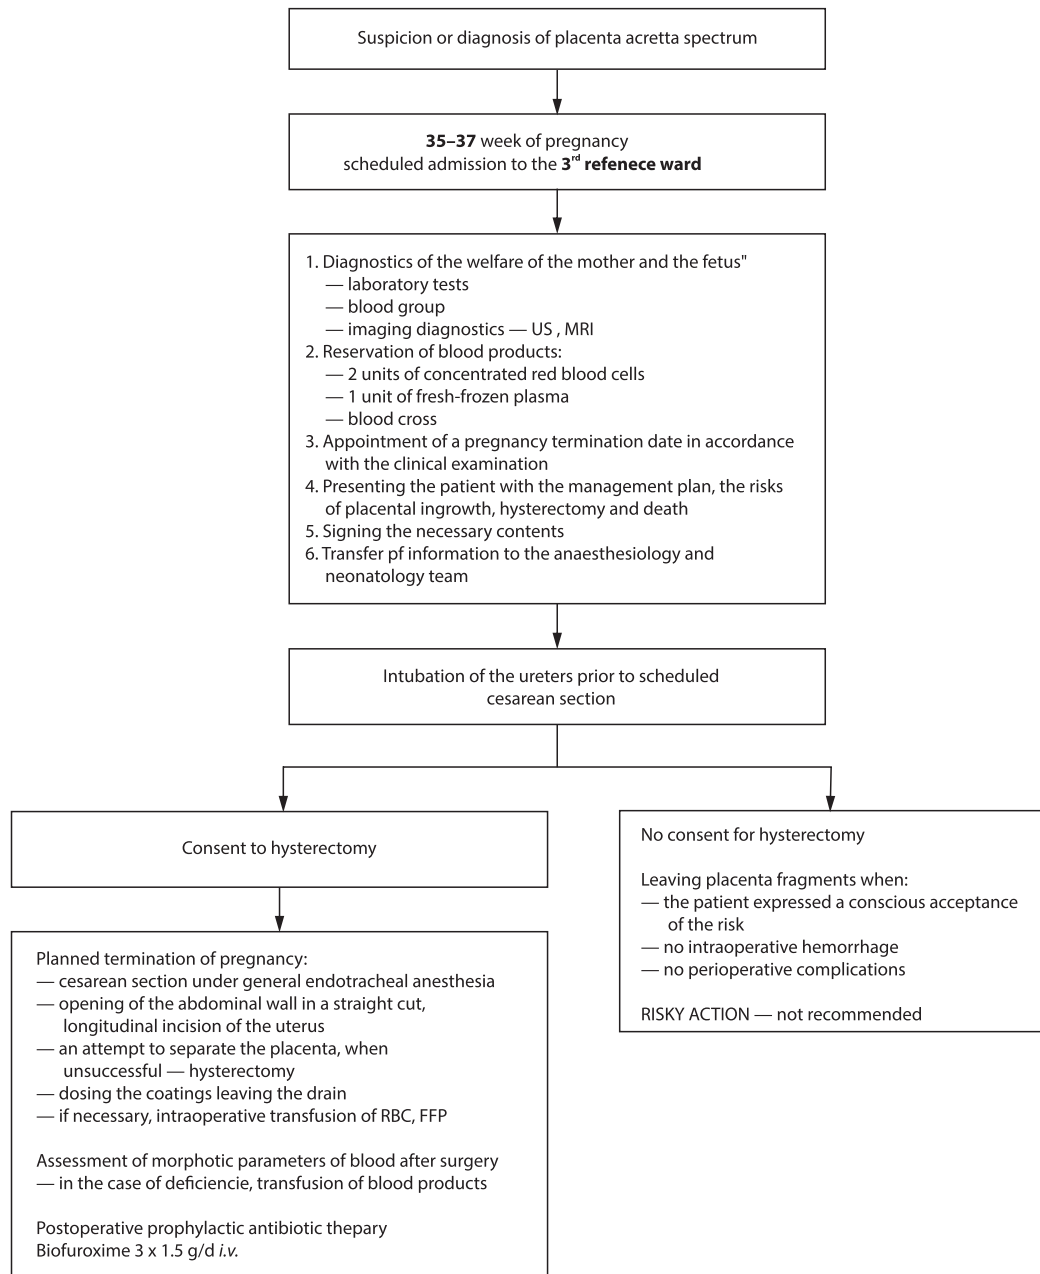 Suspicion or diagnosis of placenta acretta spectrum
35–37 week of pregnancy
scheduled admission to the 3rd refenece ward
1. Diagnostics of the welfare of the mother and the fetus"
— laboratory tests
— blood group
— imaging diagnostics — US , MRI
2. Reservation of blood products:
— 2 units of concentrated red blood cells
— 1 unit of fresh-frozen plasma
— blood cross
3. Appointment of a pregnancy termination date in accordance
with the clinical examination
4. Presenting the patient with the management plan, the risks
of placental ingrowth, hysterectomy and death
5. Signing the necessary contents
6. Transfer pf information to the anaesthesiology and
neonatology team
Intubation of the ureters prior to scheduled
cesarean section
Consent to hysterectomy
Planned termination of pregnancy:
— cesarean section under general endotracheal anesthesia
— opening of the abdominal wall in a straight cut,
longitudinal incision of the uterus
— an attempt to separate the placenta, when
unsuccessful — hysterectomy
— dosing the coatings leaving the drain
— if necessary, intraoperative transfusion of RBC, FFP
Assessment of morphotic parameters of blood after surgery
— in the case of deficiencie, transfusion of blood products
Postoperative prophylactic antibiotic thepary
Biofuroxime 3 x 1.5 g/d i.v.
No consent for hysterectomy
Leaving placenta fragments when:
— the patient expressed a conscious acceptance
of the risk
— no intraoperative hemorrhage
— no perioperative complications
RISKY ACTION — not recommended